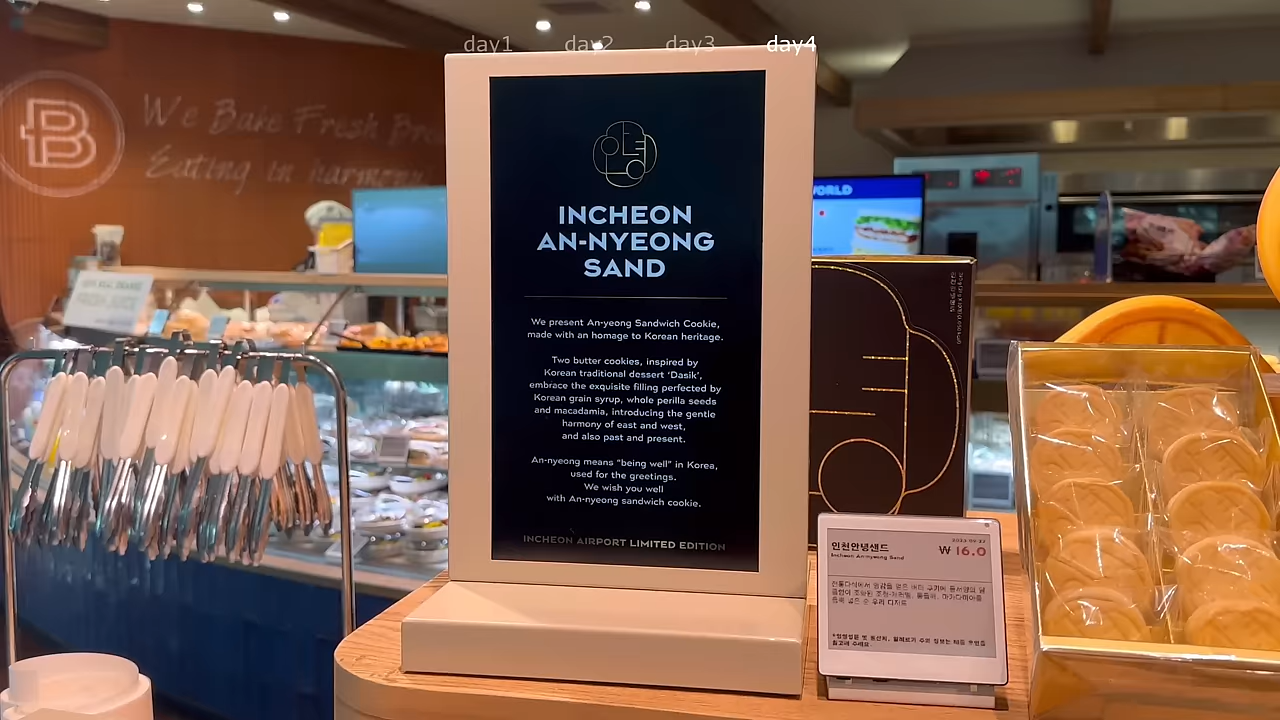 day1 day2 day3 day4
B
We Bake Fresh Bre
Eating in harmony
WORLD
INCHEON
AN-NYEONG
SAND
We present An-yeong Sandwich Cookie,
made with an homage to Korean heritage.
Two butter cookies, inspired by
Korean traditional dessert ‘Dasik’,
embrace the exquisite filling perfected by
Korean grain syrup, whole perilla seeds
and macadamia, introducing the gentle
harmony of east and west,
and also past and present.
An-nyeong means “being well” in Korea,
used for the greetings.
We wish you well
with An-nyeong sandwich cookie.
INCHEON AIRPORT LIMITED EDITION
인천안녕샌드
Incheon An-nyeong Sand
₩ 16.0